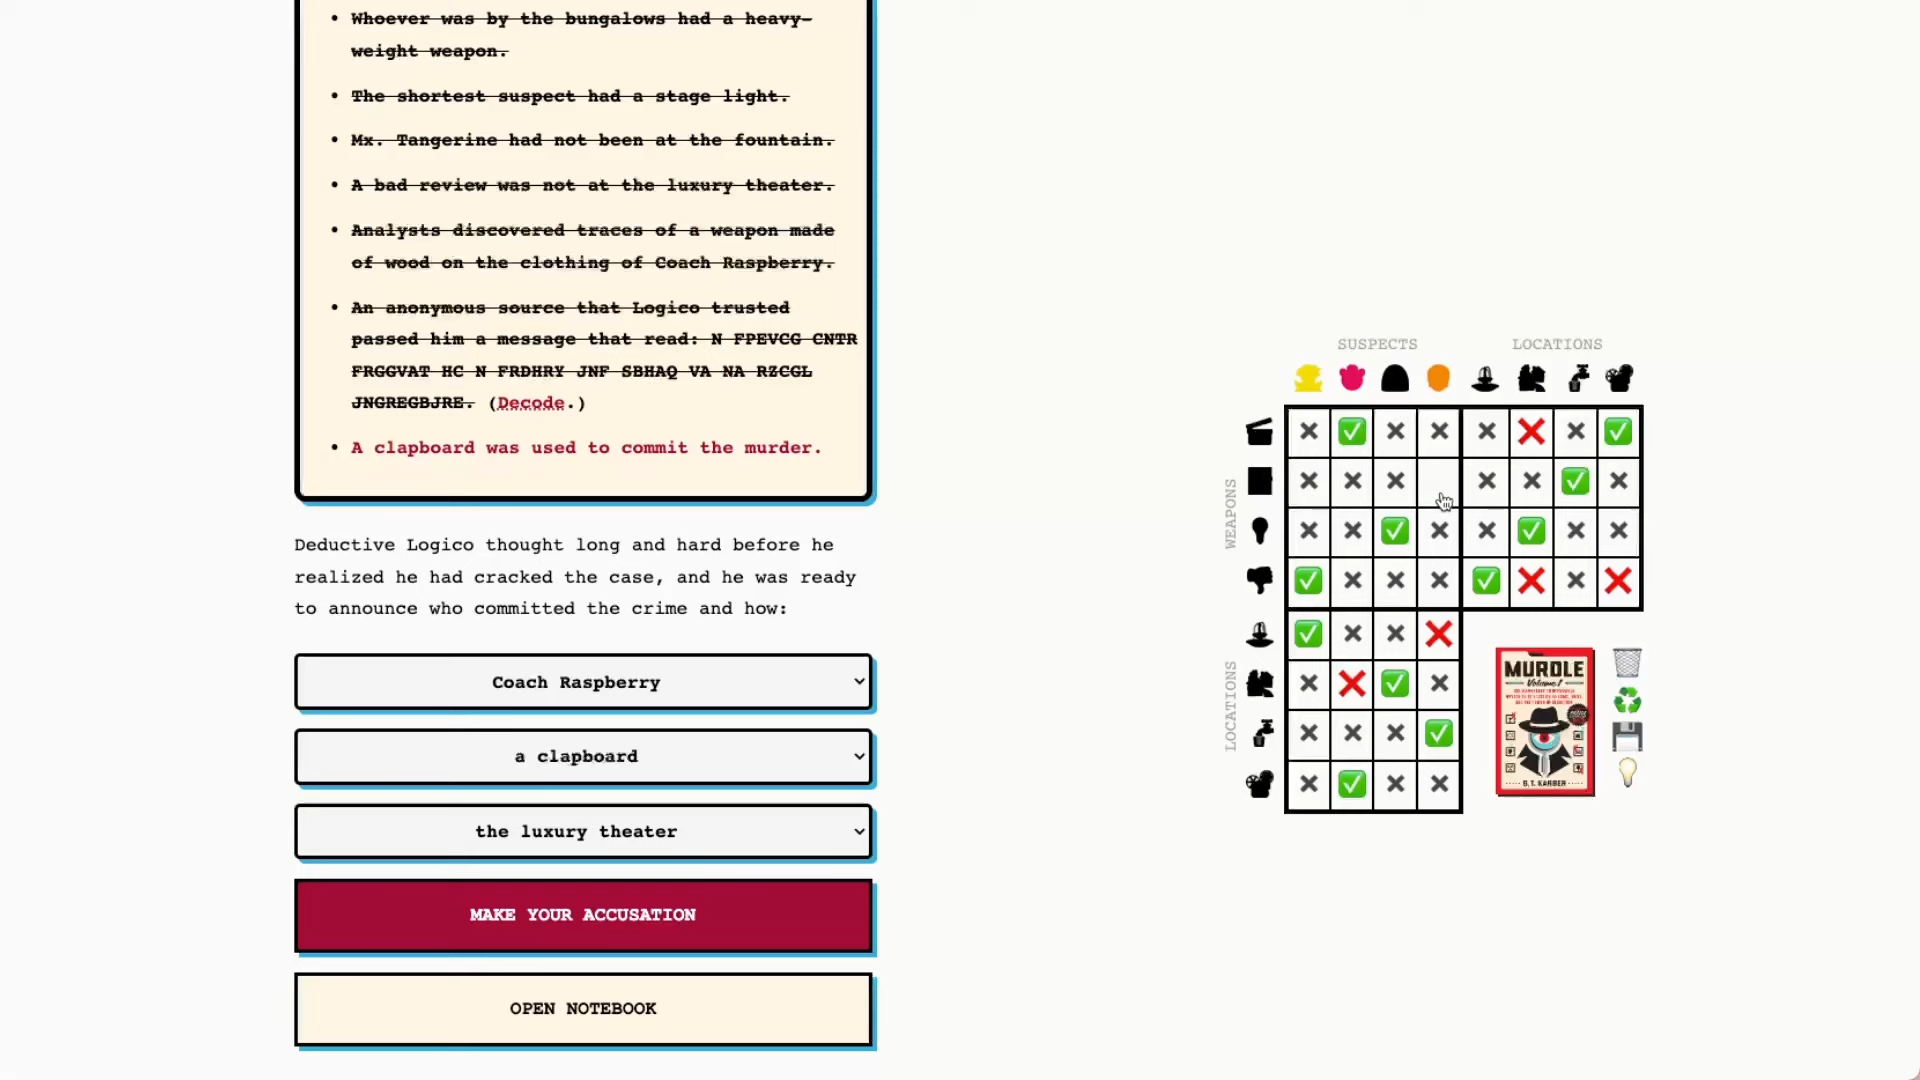 Whoever was by the bungalows had a heavy-
weight weapon.
The shortest suspect had a stage light.
Mx. Tangerine had not been at the fountain.
A bad review was not at the luxury theater.
Analysts discovered traces of a weapon made
of wood on the clothing of Coach Raspberry.
An anonymous source that Logico trusted
passed him a message that read: N FPEVCG CNTR
FRGGVAT HC N FRDHRY JNF SBHAQ VA NA RZCGL
JNGREGBJRE. (Decode.)
A clapboard was used to commit the murder.
Deductive Logico thought long and hard before he
realized he had cracked the case, and he was ready
to announce who committed the crime and how:
Coach Raspberry
a clapboard
the luxury theater
MAKE YOUR ACCUSATION
OPEN NOTEBOOK
SUSPECTS
LOCATIONS
WEAPONS
LOCATIONS
MURDLE
Volume 1
G. T. KARBER